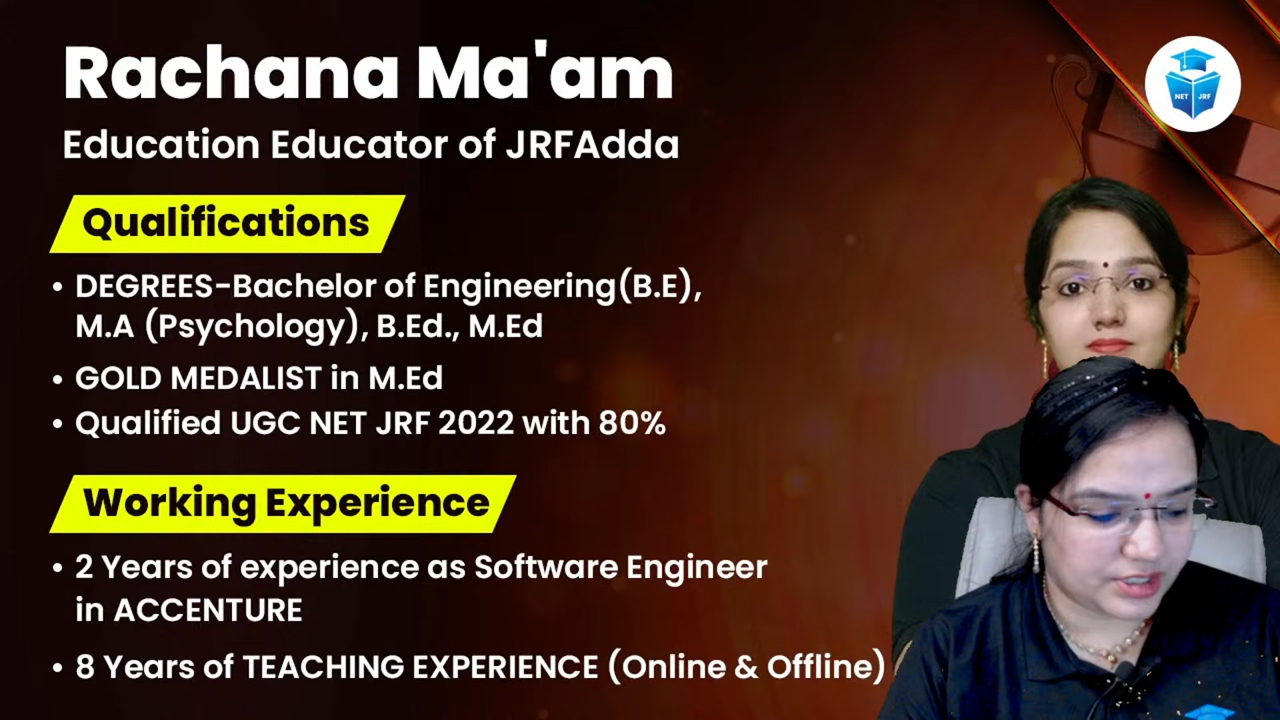 Rachana Ma'am
Education Educator of JRFAdda
Qualifications
• DEGREES-Bachelor of Engineering(B.E),
M.A (Psychology), B.Ed., M.Ed
• GOLD MEDALIST in M.Ed
• Qualified UGC NET JRF 2022 with 80%
Working Experience
• 2 Years of experience as Software Engineer
in ACCENTURE
• 8 Years of TEACHING EXPERIENCE (Online & Offline)
NET JRF